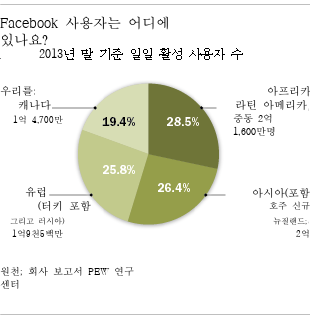 Facebook 사용자는 어디에
있나요?
2013년 말 기준 일일 활성 사용자 수
우리를:
캐나다
1억 4,700만
19.4%
28.5%
아프리카
라틴 아메리카,
중동 2억
1,600만명
25.8%
26.4%
유럽
(터키 포함
그리고 러시아)
1억9천5백만
아시아(포함
호주 신규
뉴질랜드:
2억
원천; 회사 보고서 PEW 연구
센터